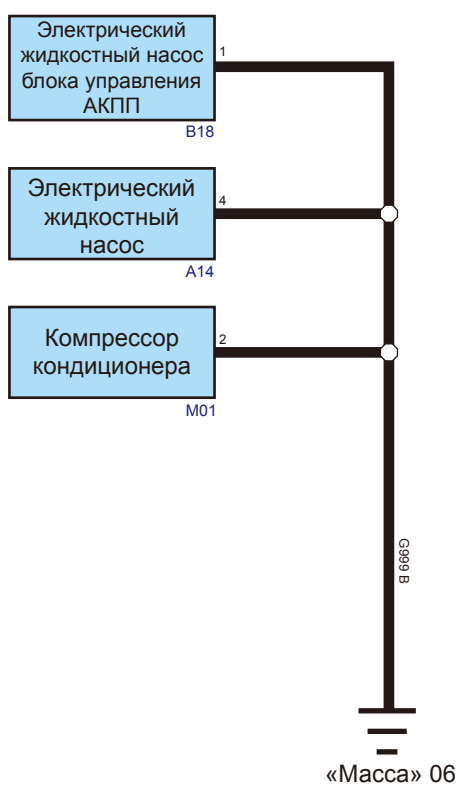 Электрический
жидкостный насос
блока управления
АКПП
1
B18
Электрический
жидкостный
насос
4
A14
Компрессор
кондиционера
2
M01
G999 B
«Масса» 06